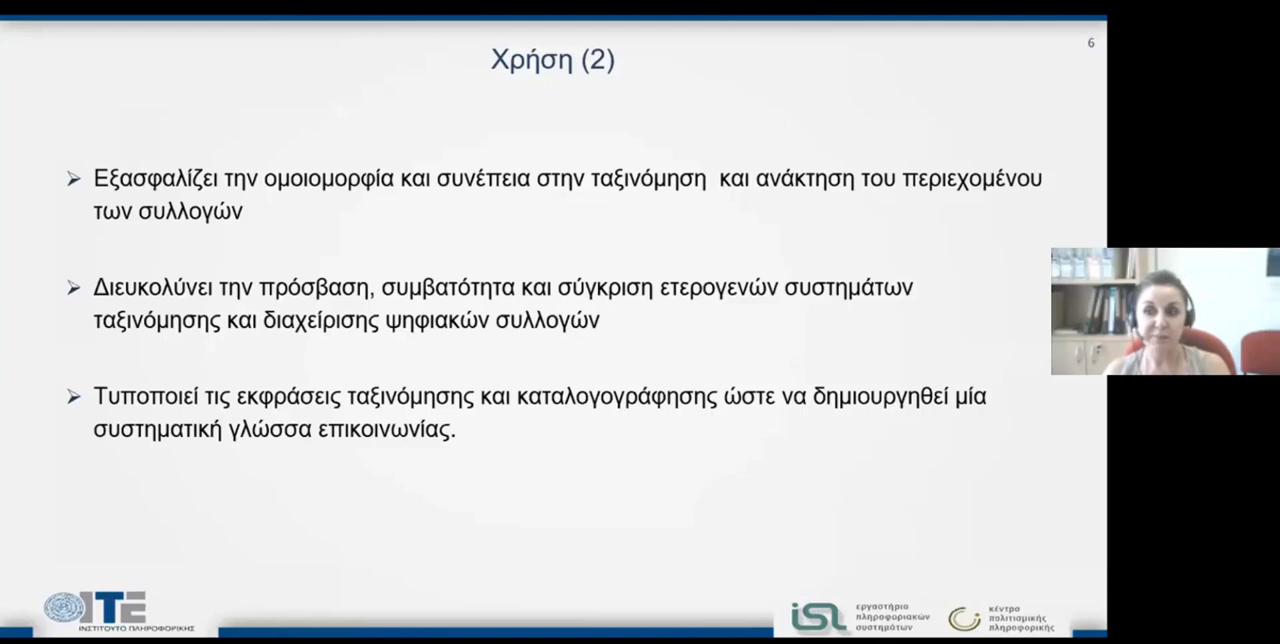 6
Χρήση (2)
➢ Εξασφαλίζει την ομοιομορφία και συνέπεια στην ταξινόμηση και ανάκτηση του περιεχομένου
των συλλογών
➢ Διευκολύνει την πρόσβαση, συμβατότητα και σύγκριση ετερογενών συστημάτων
ταξινόμησης και διαχείρισης ψηφιακών συλλογών
➢ Τυποποιεί τις εκφράσεις ταξινόμησης και καταλογογράφησης ώστε να δημιουργηθεί μία
συστηματική γλώσσα επικοινωνίας.
ΙΤΕ
ΙΝΣΤΙΤΟΥΤΟ ΠΛΗΡΟΦΟΡΙΚΗΣ
isl
εργαστήριο
πληροφοριακών
συστημάτων
κέντρο
πολιτισμικής
πληροφορικής